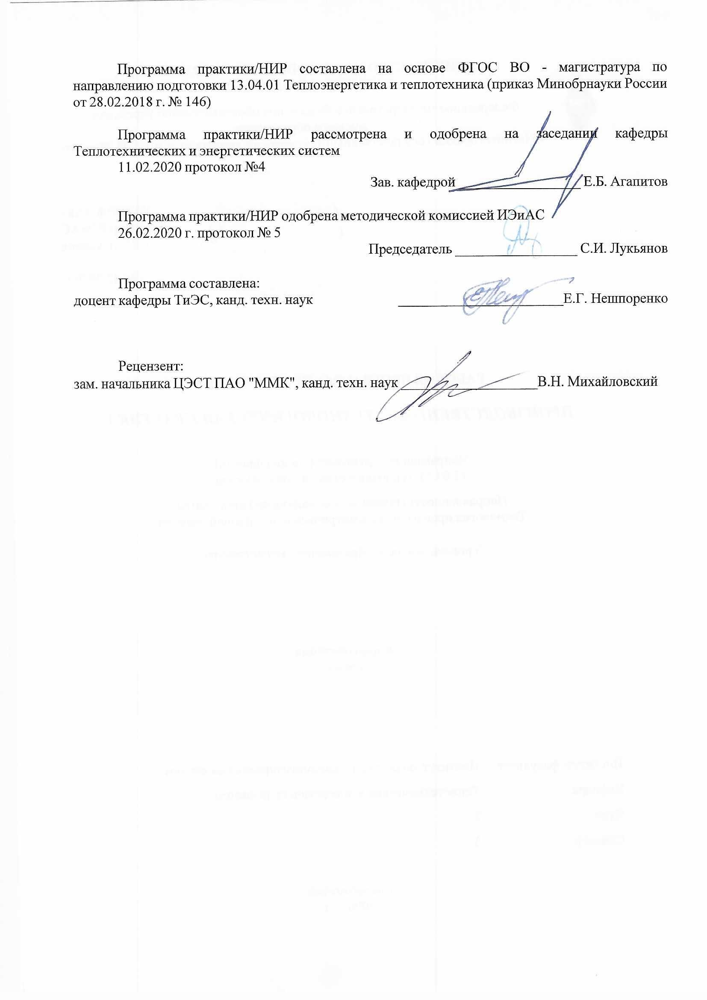 Программа практики/НИР составлена на основе ФГОС ВО - магистратура по
направлению подготовки 13.04.01 Теплоэнергетика и теплотехника (приказ Минобрнауки России
от 28.02.2018 г. № 146)
Программа практики/НИР рассмотрена и одобрена на заседании кафедры
Теплотехнических и энергетических систем
11.02.2020 протокол №4
Зав. кафедрой Е.Б. Агапитов
Программа практики/НИР одобрена методической комиссией ИЭиАС
26.02.2020 г. протокол № 5
Председатель С.И. Лукьянов
Программа составлена:
доцент кафедры ТиЭС, канд. техн. наук Е.Г. Нешпоренко
Рецензент:
зам. начальника ЦЭСТ ПАО "ММК", канд. техн. наук В.Н. Михайловский